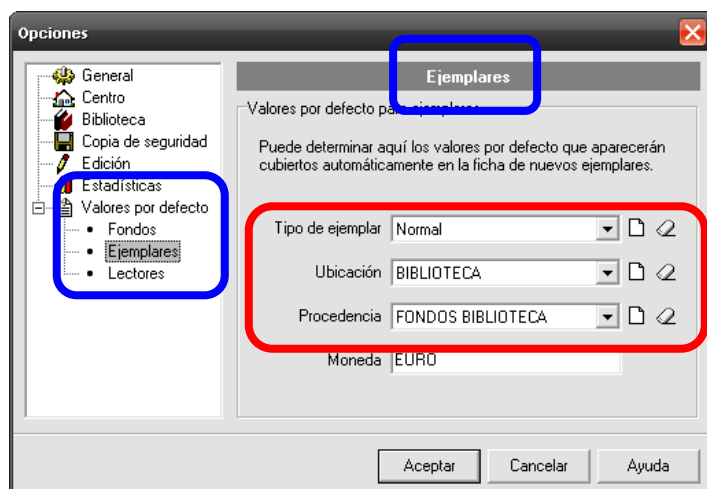 Opciones
General
Centro
Biblioteca
Copia de seguridad
Edición
Estadísticas
Valores por defecto
Fondos
Ejemplares
Lectores
Ejemplares
Valores por defecto para ejemplares
Puede determinar aquí los valores por defecto que aparecerán
cubiertos automáticamente en la ficha de nuevos ejemplares.
Tipo de ejemplar Normal
Ubicación BIBLIOTECA
Procedencia FONDOS BIBLIOTECA
Moneda EURO
Aceptar Cancelar Ayuda